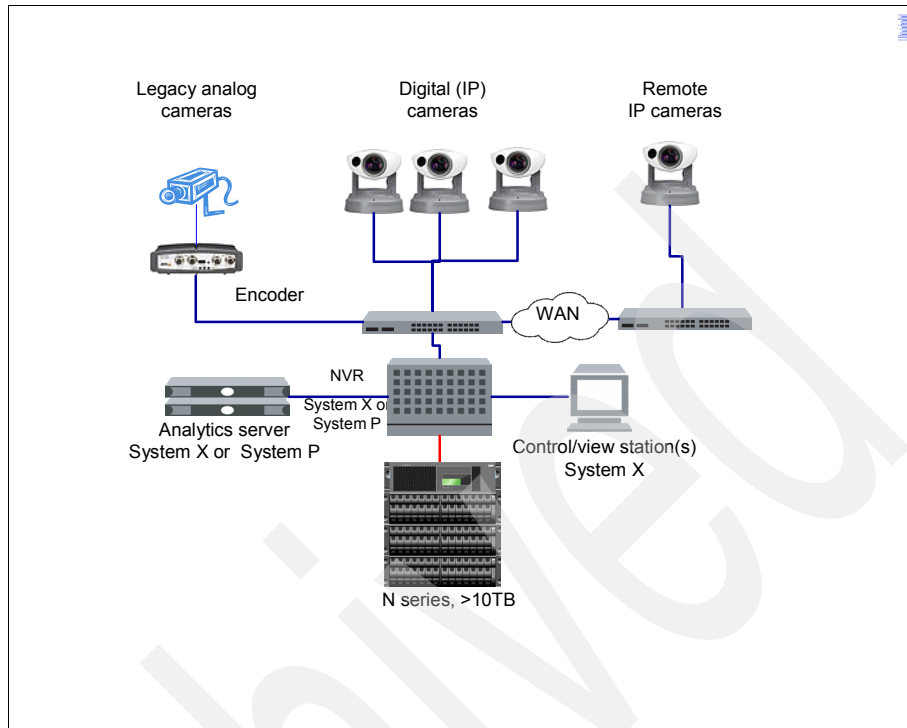 Legacy analog
cameras
Digital (IP)
cameras
Remote
IP cameras
Encoder
WAN
NVR
System X or
System P
Analytics server
System X or System P
Control/view station(s)
System X
N series, >10TB
hived